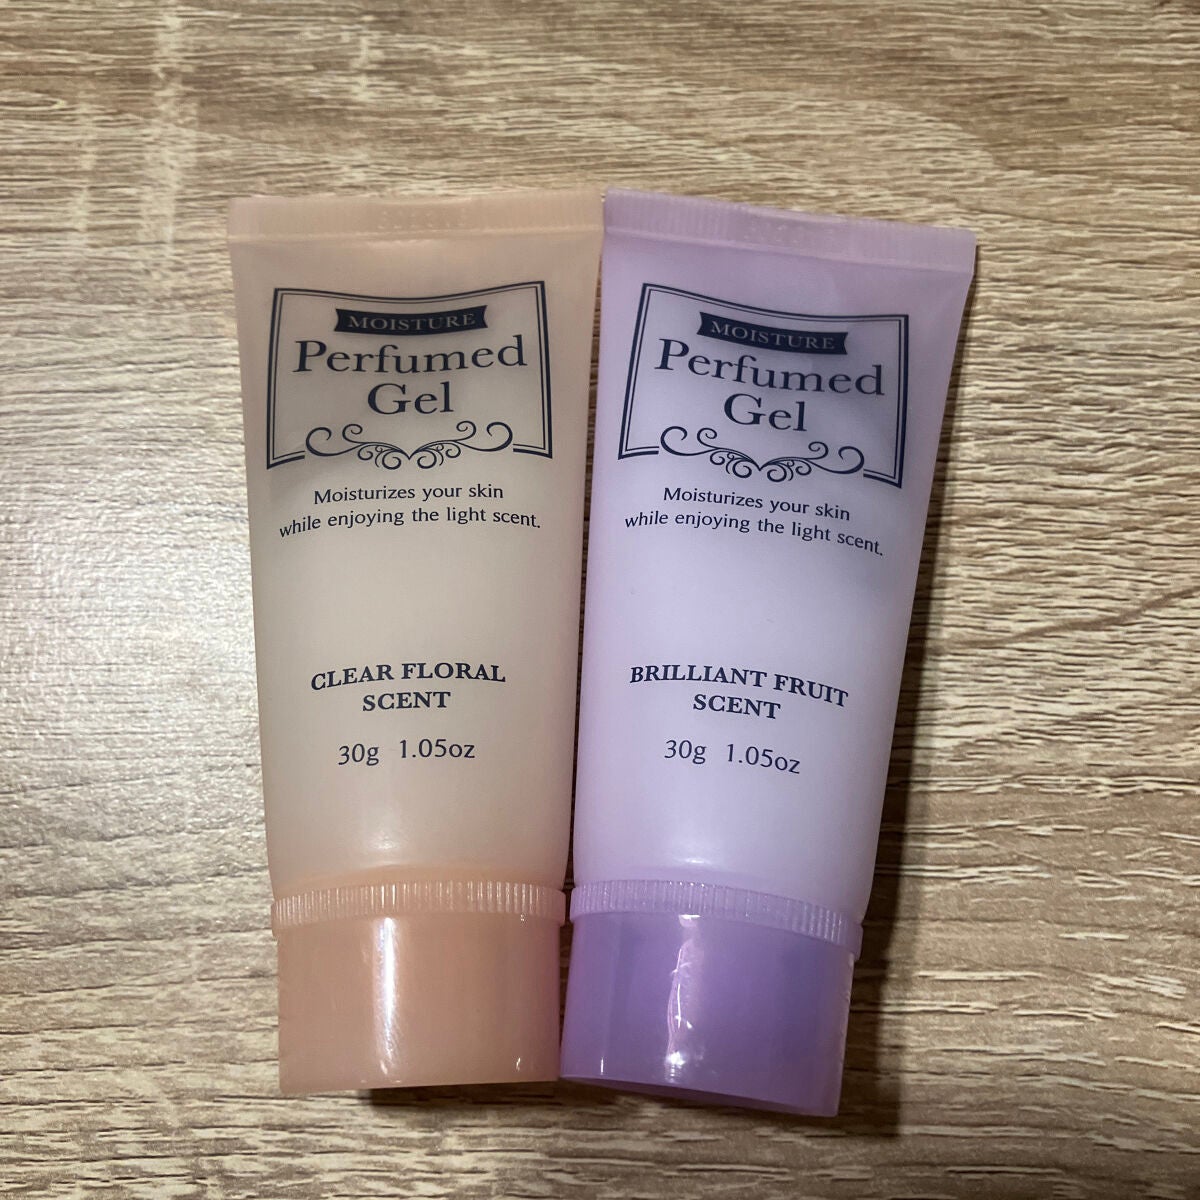 MOISTURE
Perfumed
Gel
Moisturizes your skin
while enjoying the light scent.
CLEAR FLORAL
SCENT
30g 1.05oz
MOISTURE
Perfumed
Gel
Moisturizes your skin
while enjoying the light scent.
BRILLIANT FRUIT
SCENT
30g 1.05oz